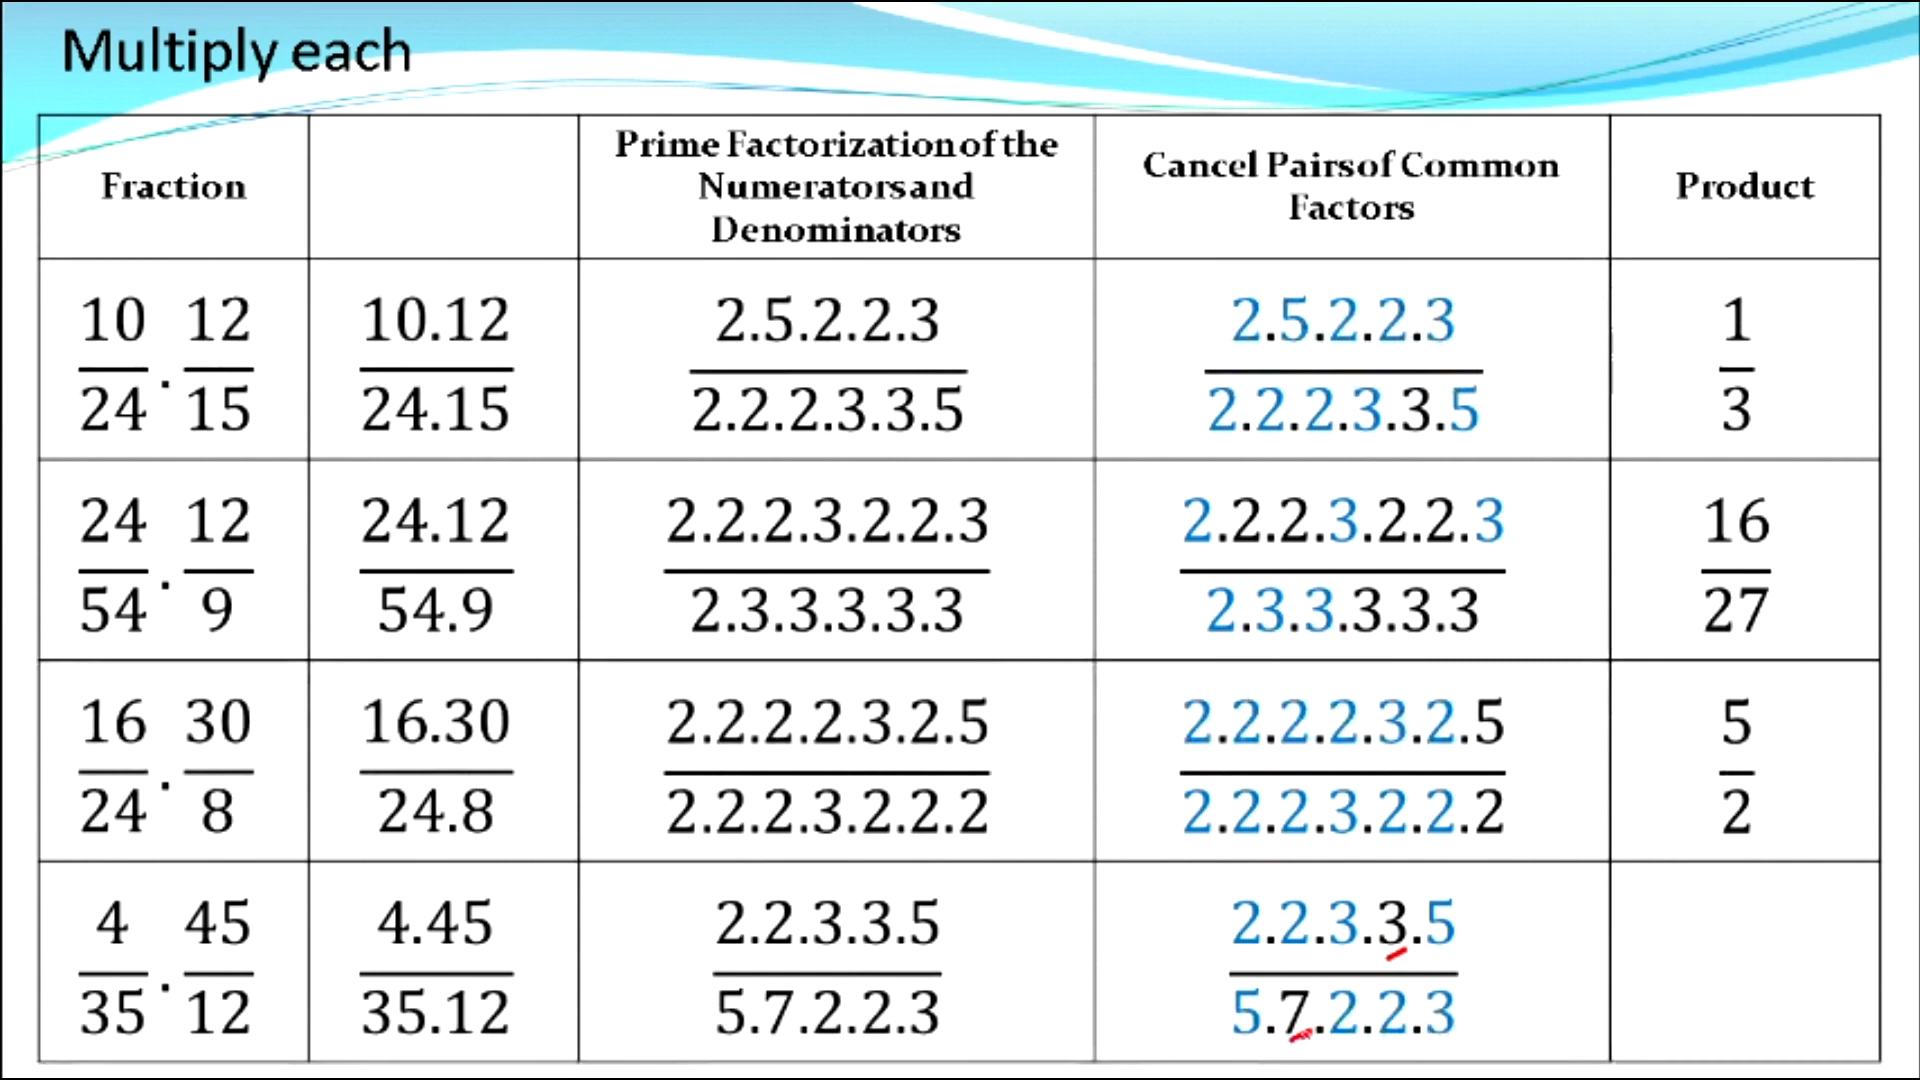 Multiply each
Fraction
Prime Factorization of the
Numerators and
Denominators
Cancel Pairs of Common
Factors
Product
10 . 12
24 15
10.12
24.15
2.5.2.2.3
2.2.2.3.3.5
2.5.2.2.3
2.2.2.3.3.5
1
3
24 . 12
54 9
24.12
54.9
2.2.2.3.2.2.3
2.3.3.3.3.3
2.2.2.3.2.2.3
2.3.3.3.3.3
16
27
16 . 30
24 8
16.30
24.8
2.2.2.2.3.2.5
2.2.2.3.2.2.2
2.2.2.2.3.2.5
2.2.2.3.2.2.2
5
2
4 . 45
35 12
4.45
35.12
2.2.3.3.5
5.7.2.2.3
2.2.3.3.5
5.7.2.2.3